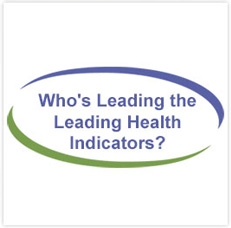 Who's Leading the
Leading Health
Indicators?